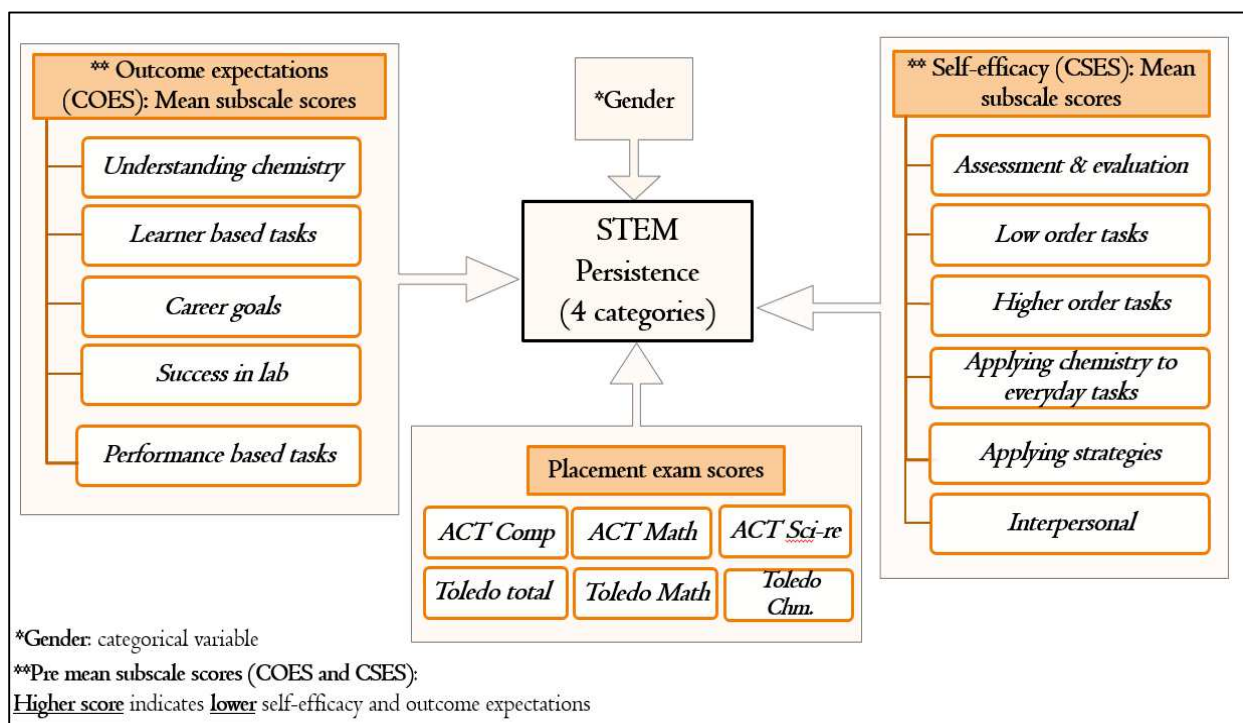 ** Outcome expectations
(COES): Mean subscale scores
Understanding chemistry
Learner based tasks
Career goals
Success in lab
Performance based tasks
*Gender
STEM
Persistence
(4 categories)
** Self-efficacy (CSES): Mean
subscale scores
Assessment & evaluation
Low order tasks
Higher order tasks
Applying chemistry to
everyday tasks
Applying strategies
Interpersonal
Placement exam scores
ACT Comp
ACT Math
ACT Sci-re
Toledo total
Toledo Math
Toledo
Chm.
*Gender: categorical variable
**Pre mean subscale scores (COES and CSES):
Higher score indicates lower self-efficacy and outcome expectations